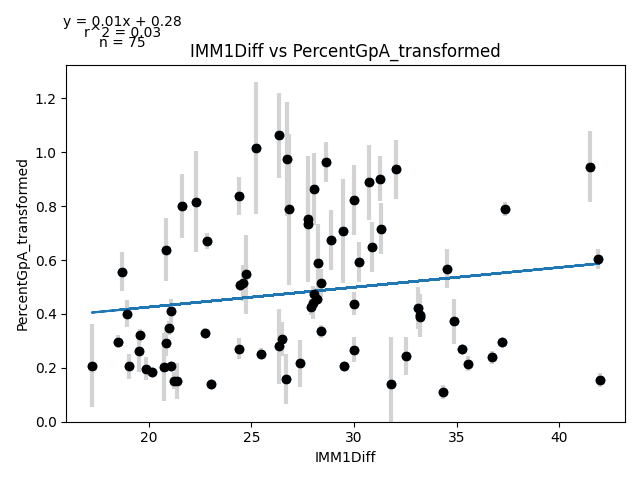 y = 0.01x + 0.28
r^2 = 0.03
n = 75
IMM1Diff vs PercentGpA_transformed
PercentGpA_transformed
1.2
1.0
0.8
0.6
0.4
0.2
0.0
20 25 30 35 40
IMM1Diff